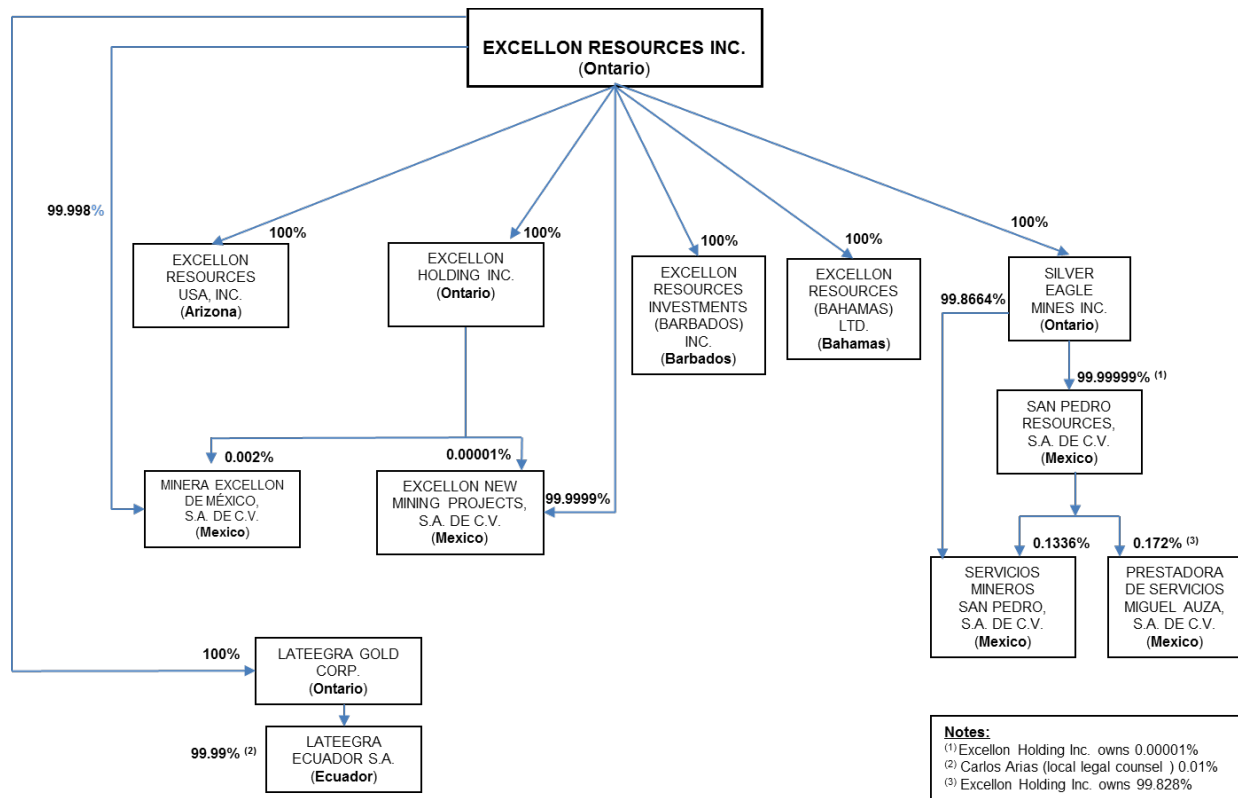 EXCELLON RESOURCES INC.
(Ontario)
99.998%
100%
100%
100%
100%
100%
EXCELLON
RESOURCES
USA, INC.
(Arizona)
EXCELLON
HOLDING INC.
(Ontario)
EXCELLON
RESOURCES
INVESTMENTS
(BARBADOS)
INC.
(Barbados)
EXCELLON
RESOURCES
(BAHAMAS)
LTD.
(Bahamas)
SILVER
EAGLE
MINES INC.
(Ontario)
99.8664%
99.99999% (1)
SAN PEDRO
RESOURCES,
S.A. DE C.V.
(Mexico)
0.002%
0.00001%
MINERA EXCELLON
DE MÉXICO,
S.A. DE C.V.
(Mexico)
EXCELLON NEW
MINING PROJECTS,
S.A. DE C.V.
(Mexico)
99.9999%
0.1336%
0.172% (3)
SERVICIOS
MINEROS
SAN PEDRO,
S.A. DE C.V.
(Mexico)
PRESTADORA
DE SERVICIOS
MIGUEL AUZA,
S.A. DE C.V.
(Mexico)
100%
LATEEGRA GOLD
CORP.
(Ontario)
99.99% (2)
LATEEGRA
ECUADOR S.A.
(Ecuador)
Notes:
(1) Excellon Holding Inc. owns 0.00001%
(2) Carlos Arias (local legal counsel ) 0.01%
(3) Excellon Holding Inc. owns 99.828%